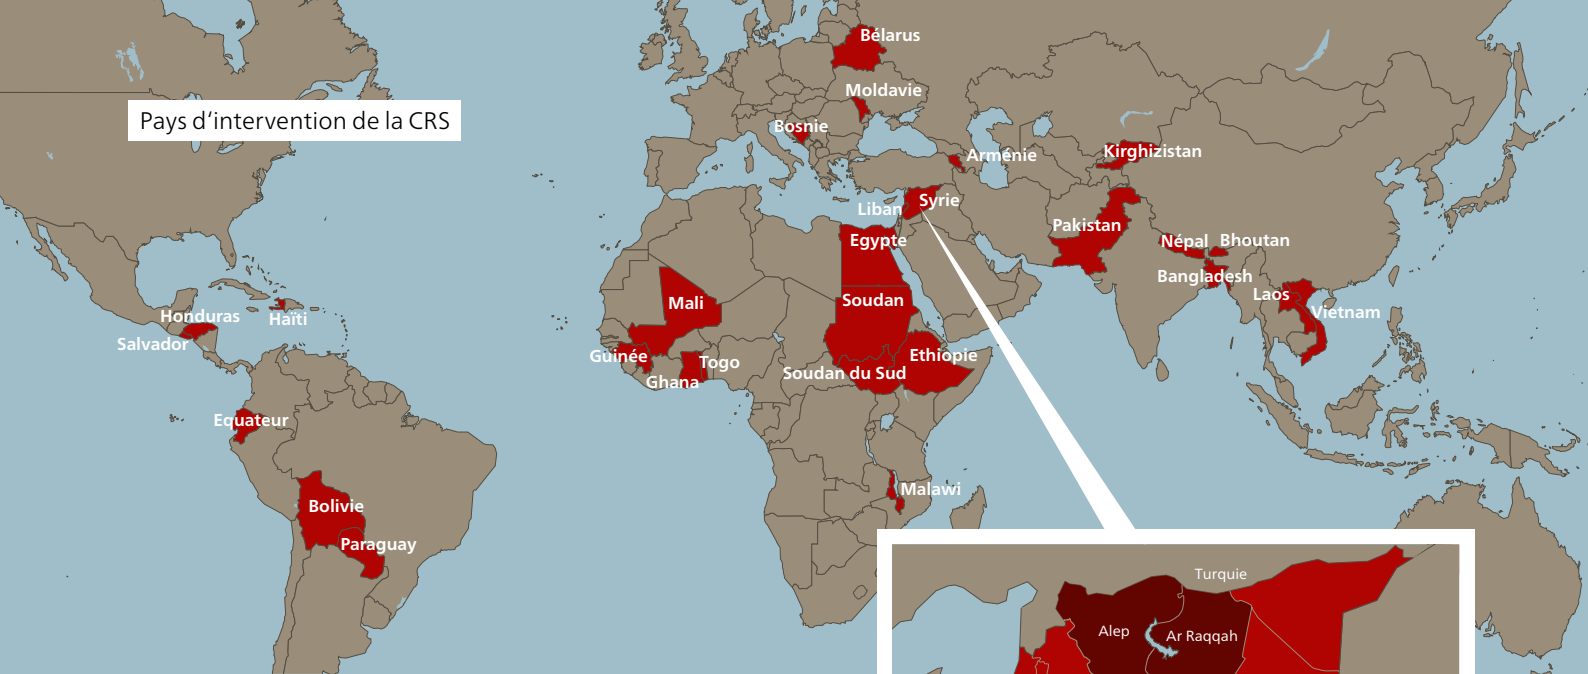 Bélarus
Moldavie
Pays d’intervention de la CRS
Bosnie
Arménie
Kirghizistan
Liban
Syrie
Pakistan
Egypte
Népal
Bhoutan
Bangladesh
Mali
Soudan
Laos
Vietnam
Honduras
Haïti
Salvador
Guinée
Togo
Ethiopie
Ghana
Soudan du Sud
Equateur
Malawi
Bolivie
Paraguay
Turquie
Alep
Ar Raqqah